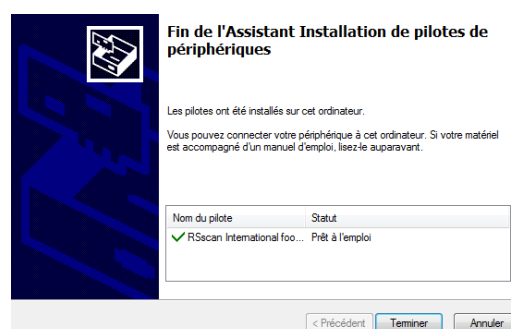 Fin de l'Assistant Installation de pilotes de
périphériques
Les pilotes ont été installés sur cet ordinateur.
Vous pouvez connecter votre périphérique à cet ordinateur. Si votre matériel
est accompagné d'un manuel d'emploi, lisez-le auparavant.
Nom du pilote Statut
RSscan International foo... Prêt à l'emploi
< Précédent Terminer Annuler